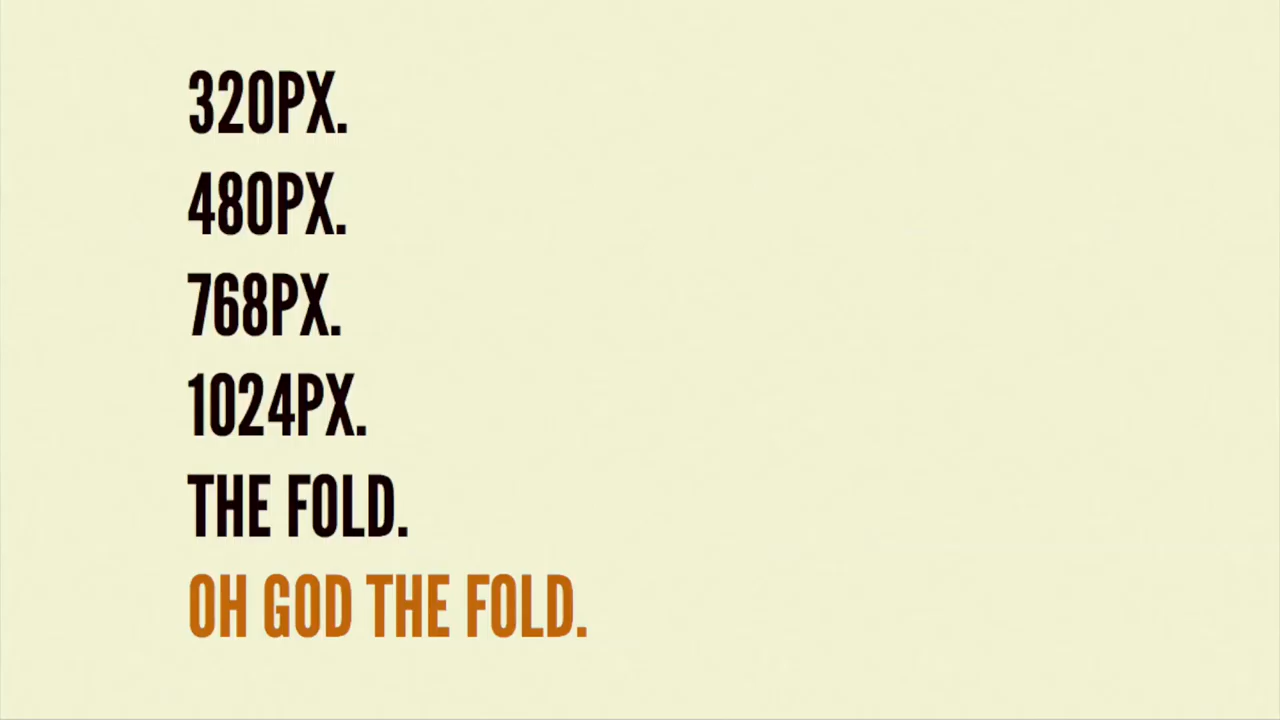 320PX.
480PX.
768PX.
1024PX.
THE FOLD.
OH GOD THE FOLD.